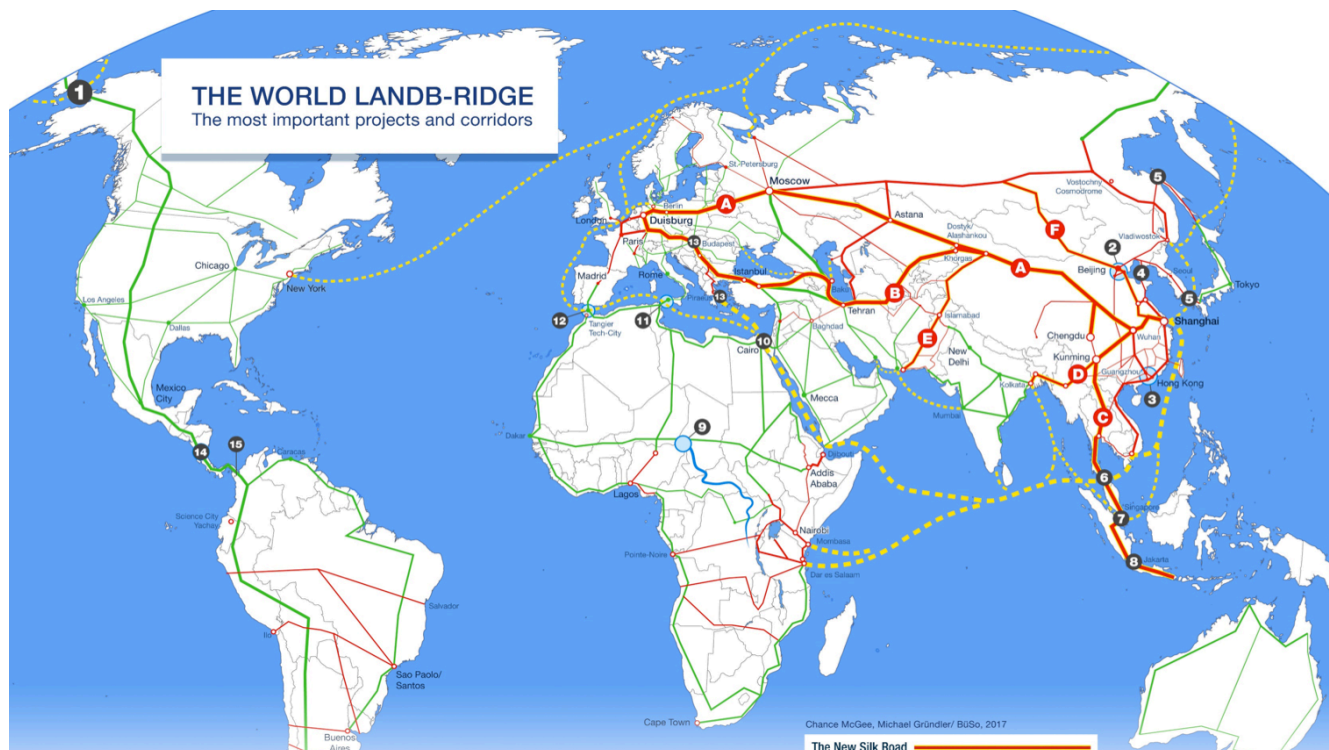 THE WORLD LANDB-RIDGE
The most important projects and corridors
1
St.-Petersburg
Moscow
Vostochny
Cosmodrome
5
Berlin
A
London
Duisburg
Astana
Dostyk/
Alashankou
F
Viadiwostok
Paris
13
Budapest
Khorgas
2
Chicago
Beijing
4
Seoul
A
Madrid
Rome
Istanbul
Baku
B
New York
Piraeus
13
Tehran
5
Tokyo
Los Angeles
12
Tangier
Tech-City
11
Islamabad
Shanghai
Dallas
Baghdad
Chengdu
Wuhan
10
Cairo
E
New
Delhi
Kunming
D
Guangzhou
Kolkata
Hong Kong
Mexico
City
Mecca
3
Mumbai
C
Dakar
9
14
15
Caracas
Djibouti
Addis
Ababa
6
Lagos
Singapore
7
Science City
Yachay
Nairobi
Mombasa
Pointe-Noire
8
Jakarta
Dar es Salaam
Salvador
Ilo
Sao Paolo/
Santos
Cape Town
Chance McGee, Michael Gründler/ BüSo, 2017
Buenos
Aires
The New Silk Road